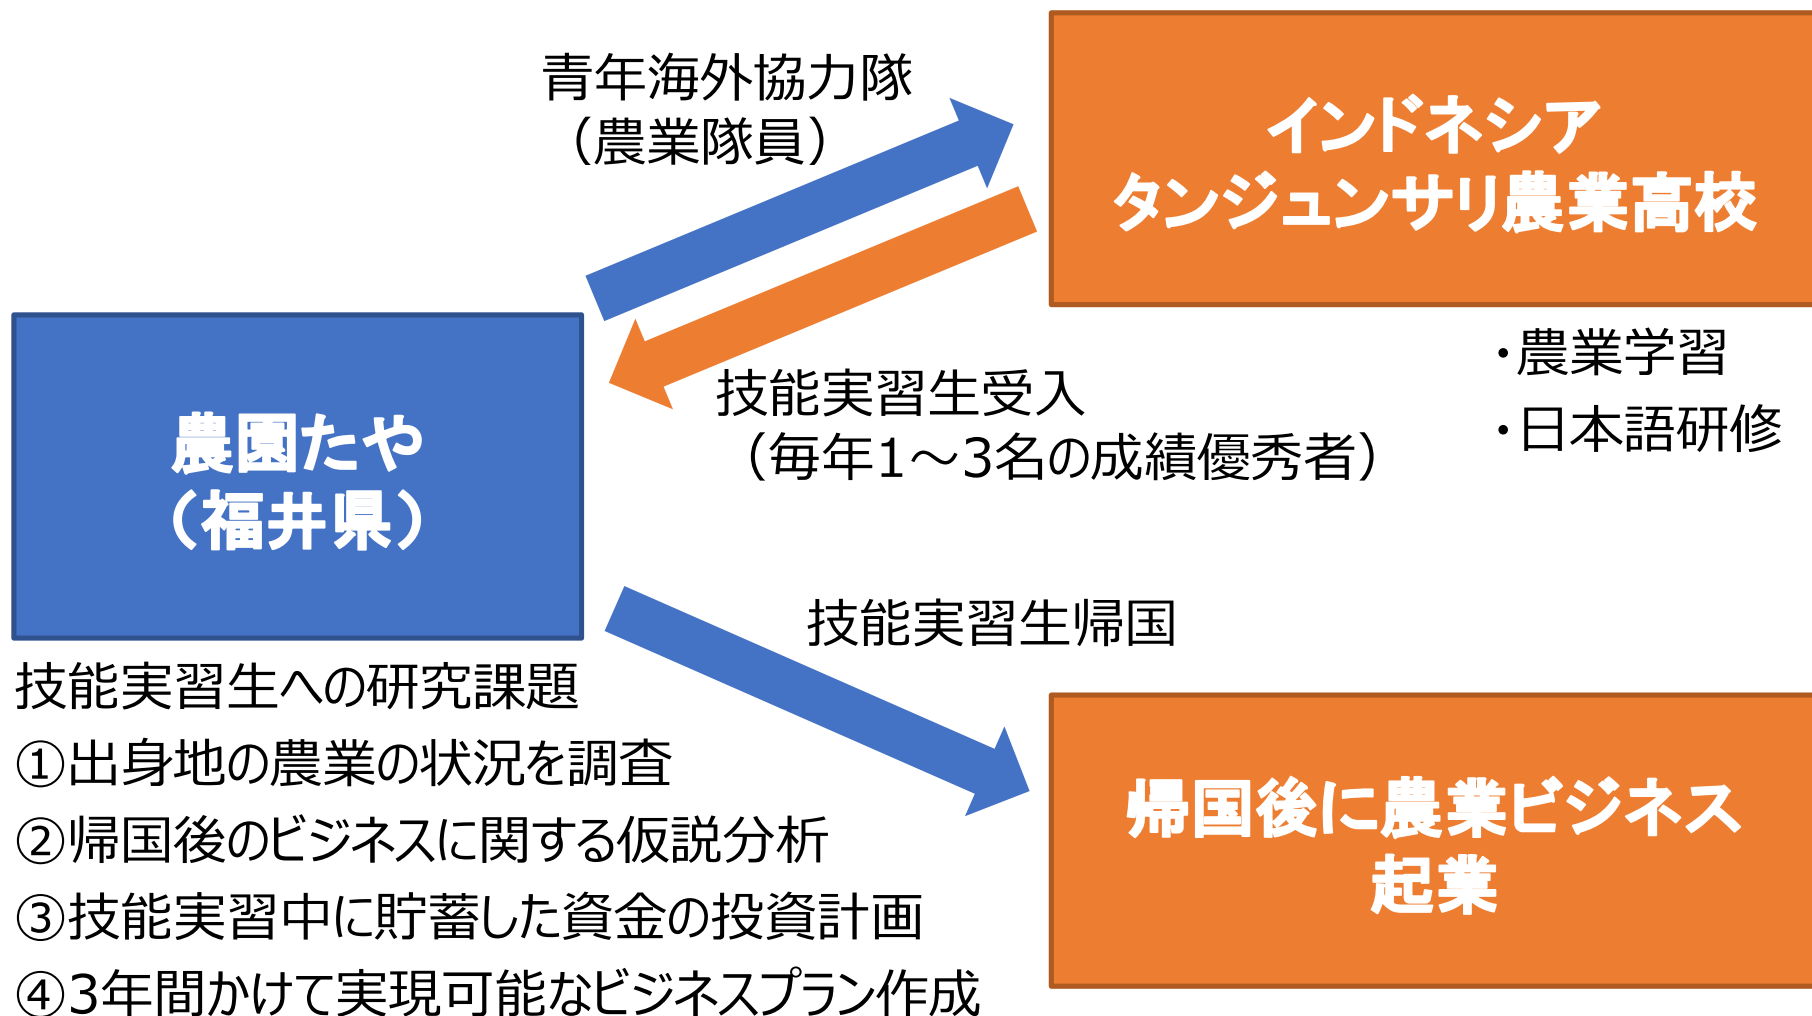 青年海外協力隊
（農業隊員）
インドネシア
タンジュンサリ農業高校
・農業学習
・日本語研修
技能実習生受入
（毎年1～3名の成績優秀者）
農園たや
（福井県）
技能実習生帰国
技能実習生への研究課題
①出身地の農業の状況を調査
②帰国後のビジネスに関する仮説分析
③技能実習中に貯蓄した資金の投資計画
④3年間かけて実現可能なビジネスプラン作成
帰国後に農業ビジネス
起業